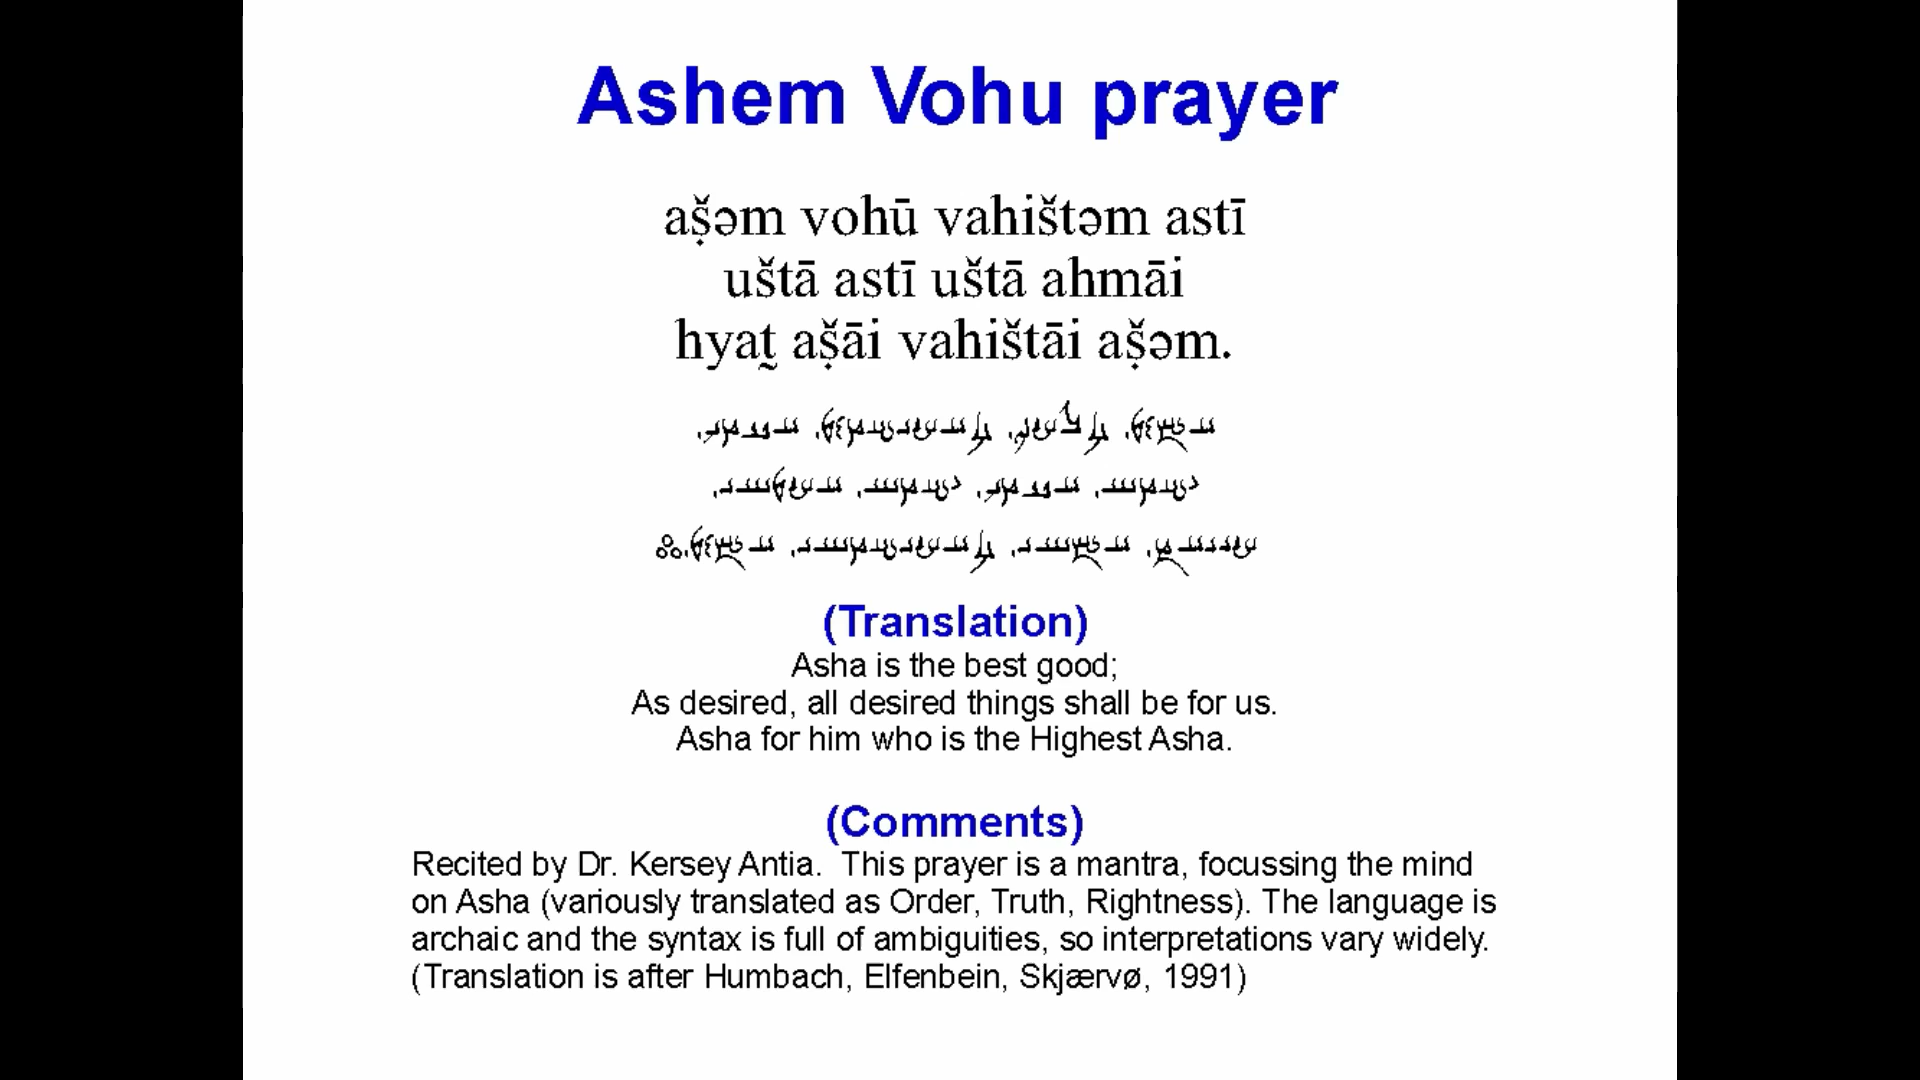 Ashem Vohu prayer
aṣ̌əm vohū vahištəm astī
uštā astī uštā ahmāi
hyat̰ aṣ̌āi vahištāi aṣ̌əm.
(Translation)
Asha is the best good;
As desired, all desired things shall be for us.
Asha for him who is the Highest Asha.
(Comments)
Recited by Dr. Kersey Antia. This prayer is a mantra, focussing the mind
on Asha (variously translated as Order, Truth, Rightness). The language is
archaic and the syntax is full of ambiguities, so interpretations vary widely.
(Translation is after Humbach, Elfenbein, Skjærvø, 1991)